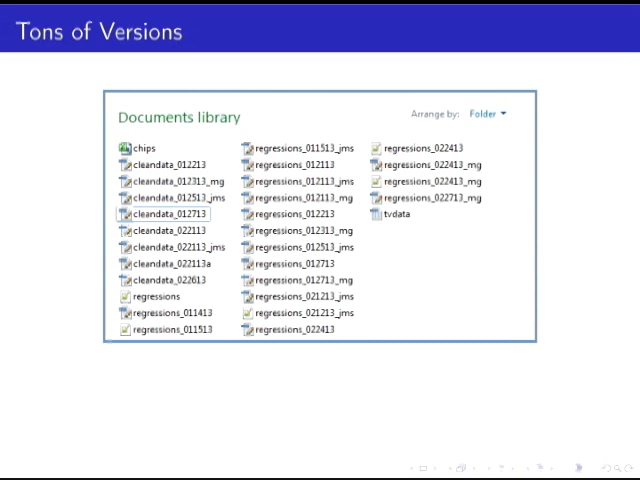 Tons of Versions
Documents library
Arrange by: Folder
chips
cleandata_012213
cleandata_012313_mg
cleandata_012513_jms
cleandata_012713
cleandata_022113
cleandata_022113_jms
cleandata_022113a
cleandata_022613
regressions
regressions_011413
regressions_011513
regressions_011513_jms
regressions_012113
regressions_012113_jms
regressions_012113_mg
regressions_012213
regressions_012313_mg
regressions_012513_jms
regressions_012713
regressions_012713_mg
regressions_021213_jms
regressions_021213_jms
regressions_022413
regressions_022413
regressions_022413_mg
regressions_022413_mg
regressions_022713_mg
tvdata